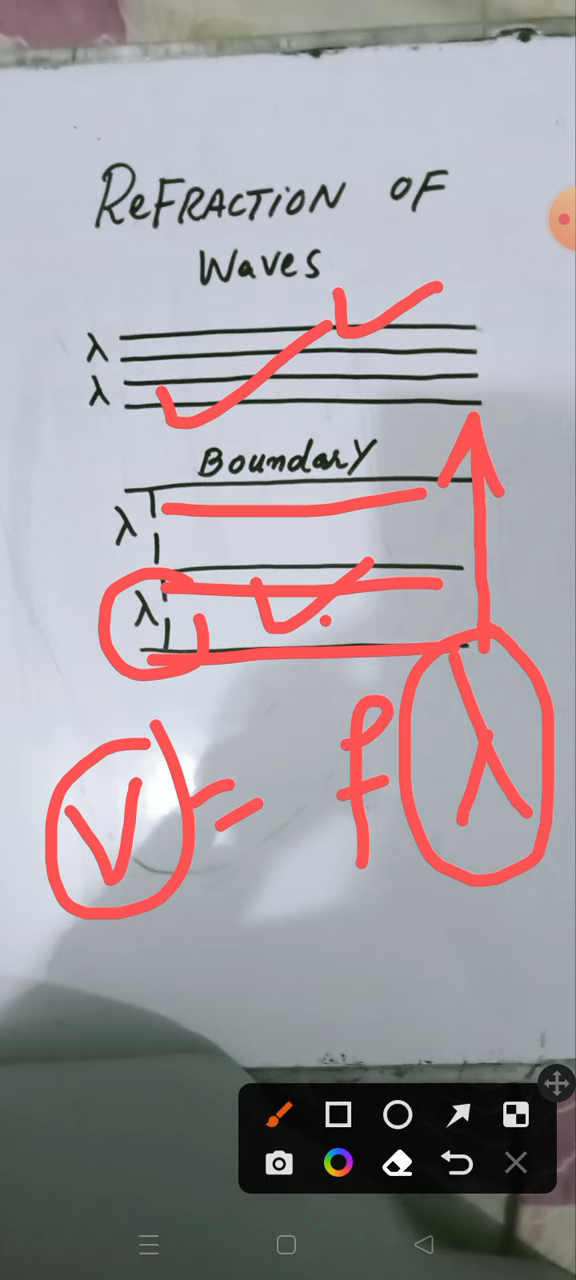 ReFRACTiON OF
Waves
λ
λ
BoundarY
λ
λ
V = f λ